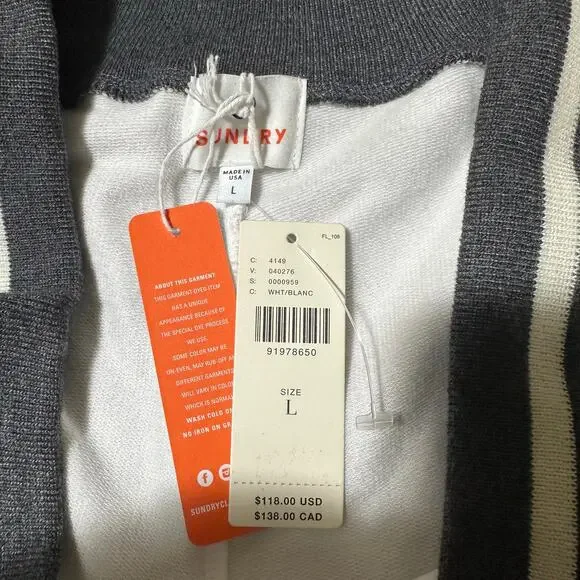 SUNDRY
MADE IN
USA
L
ABOUT THIS GARMENT:
THIS GARMENT-DYED ITEM
HAS A UNIQUE
APPEARANCE BECAUSE OF
THE SPECIAL DYE PROCESS
WE USE.
SOME COLOR MAY BE
UN-EVEN, MAY RUB-OFF A
DIFFERENT GARMENTS
WILL VARY IN COLO
WHICH IS NORMAL
WASH COLD O
NO IRON ON GR
SUNDRYCL
FL_108
C: 4149
V: 040276
S: 0000959
C: WHT/BLANC
91978650
SIZE
L
$118.00 USD
$138.00 CAD